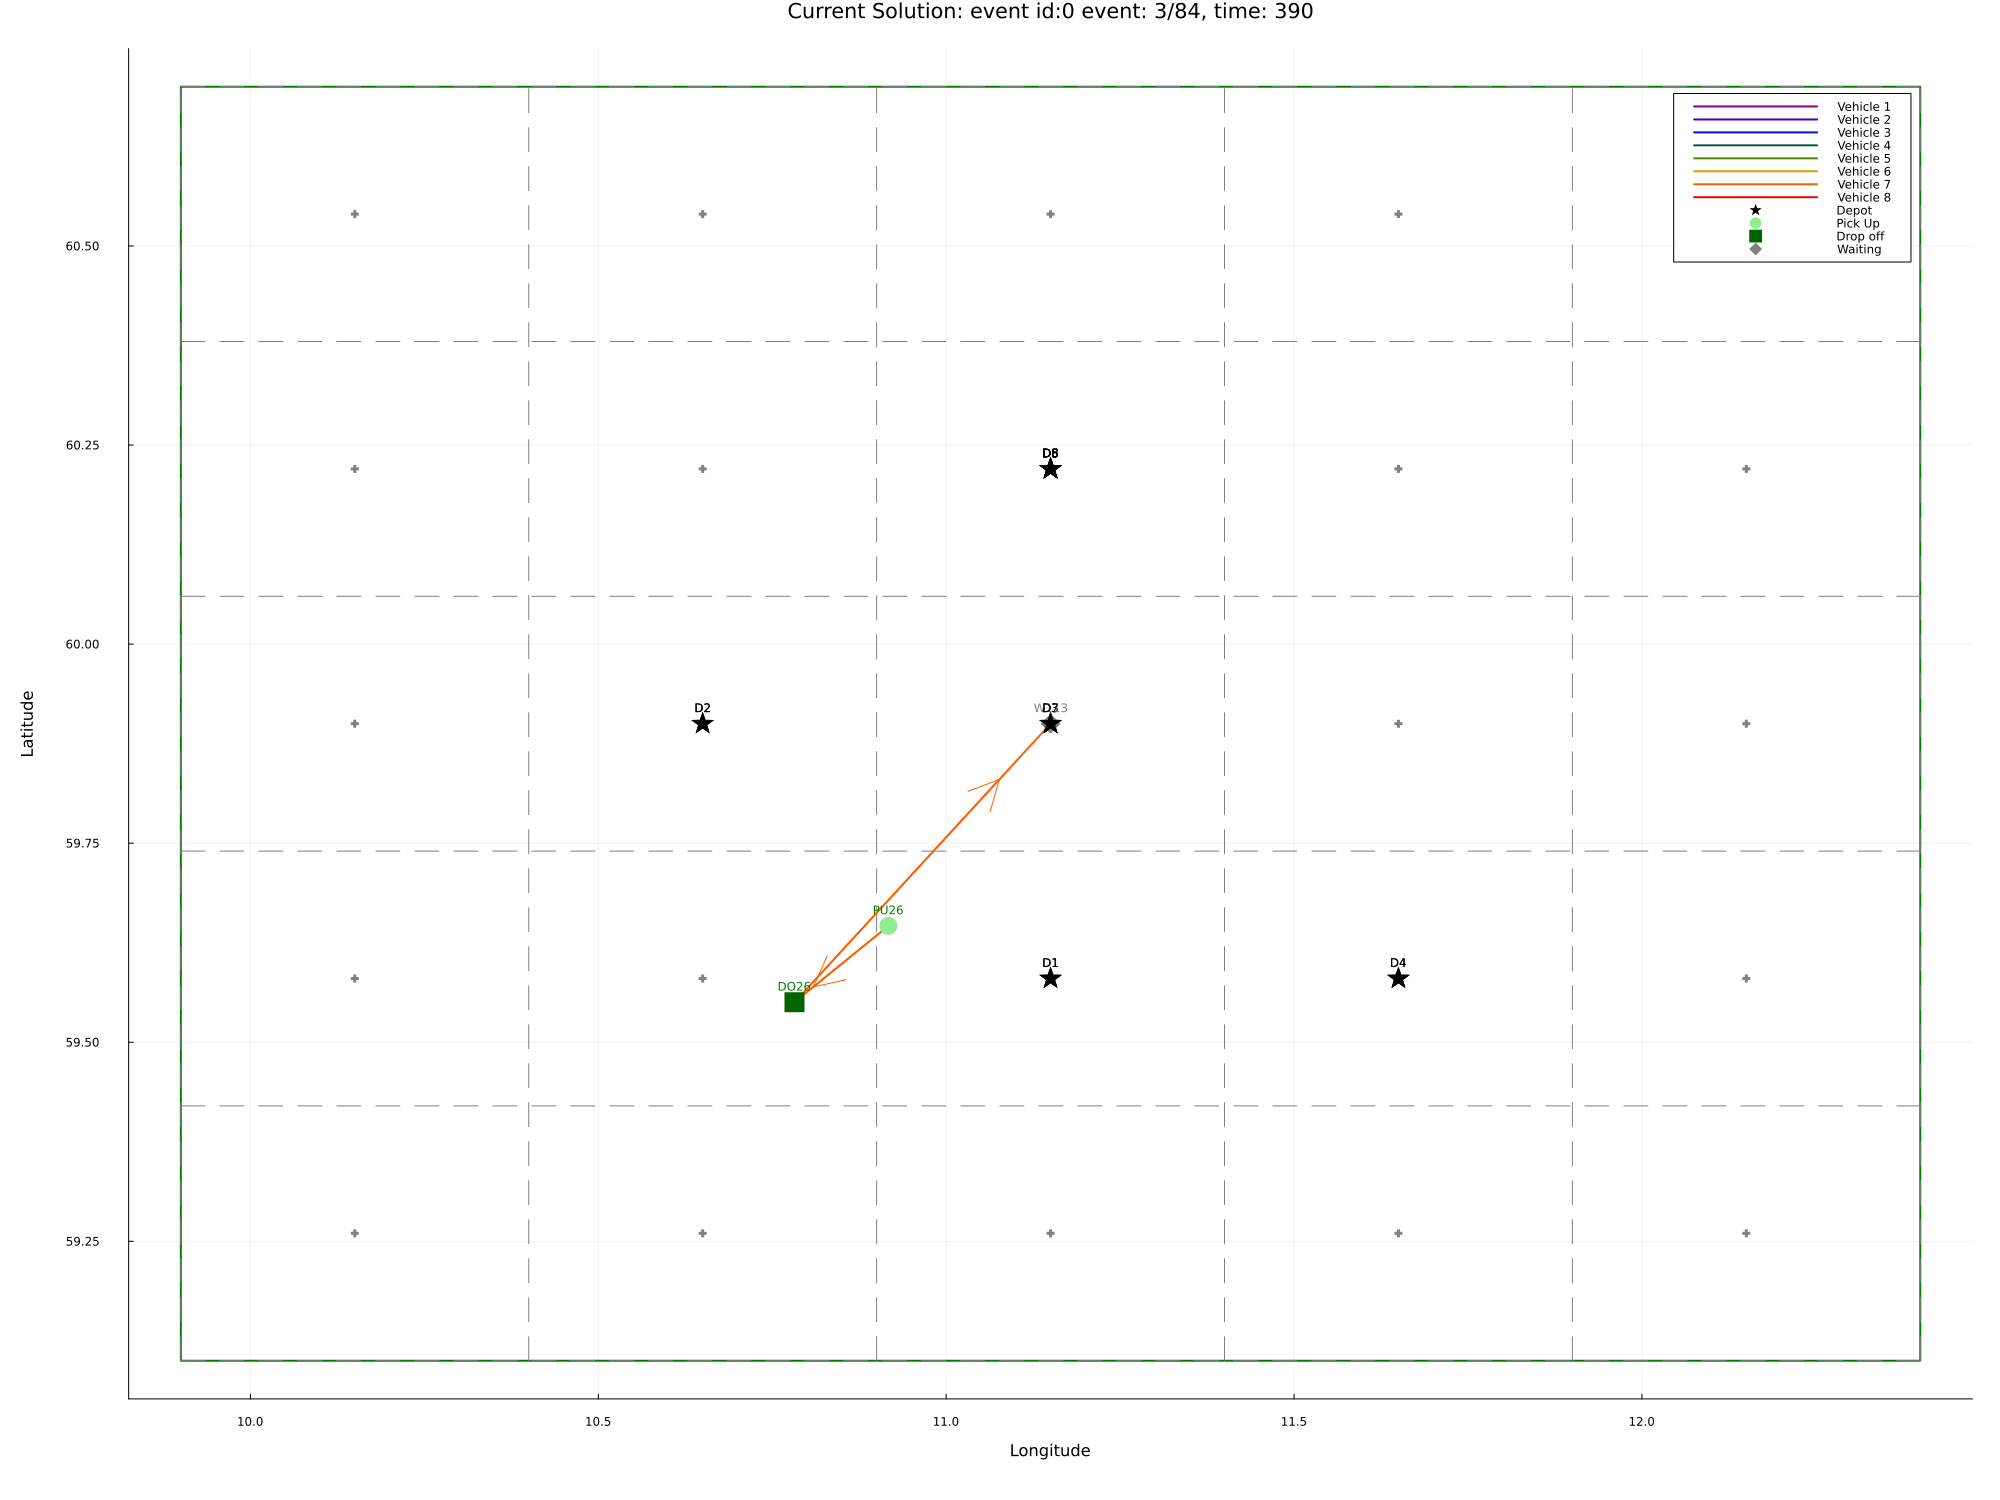 Current Solution: event id:0 event: 3/84, time: 390
Vehicle 1
Vehicle 2
Vehicle 3
Vehicle 4
Vehicle 5
Vehicle 6
Vehicle 7
Vehicle 8
Depot
Pick Up
Drop off
Waiting
60.50
60.25
60.00
59.75
59.50
59.25
Latitude
D2
PU26
D1
D4
DO26
10.0
10.5
11.0
11.5
12.0
Longitude